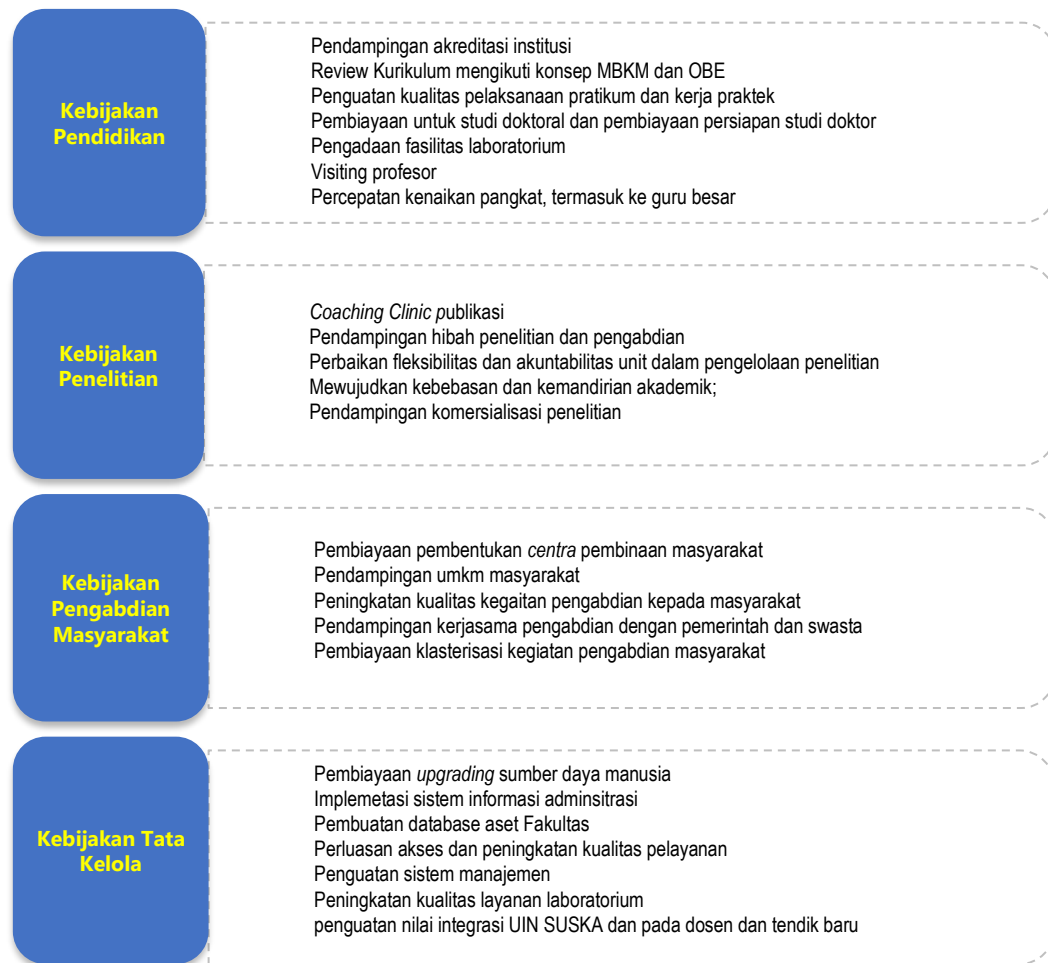 Kebijakan
Pendidikan
Pendampingan akreditasi institusi
Review Kurikulum mengikuti konsep MBKM dan OBE
Penguatan kualitas pelaksanaan pratikum dan kerja praktek
Pembiayaan untuk studi doktoral dan pembiayaan persiapan studi doktor
Pengadaan fasilitas laboratorium
Visiting profesor
Percepatan kenaikan pangkat, termasuk ke guru besar
Kebijakan
Penelitian
Coaching Clinic publikasi
Pendampingan hibah penelitian dan pengabdian
Perbaikan fleksibilitas dan akuntabilitas unit dalam pengelolaan penelitian
Mewujudkan kebebasan dan kemandirian akademik;
Pendampingan komersialisasi penelitian
Kebijakan
Pengabdian
Masyarakat
Pembiayaan pembentukan centra pembinaan masyarakat
Pendampingan umkm masyarakat
Peningkatan kualitas kegaitan pengabdian kepada masyarakat
Pendampingan kerjasama pengabdian dengan pemerintah dan swasta
Pembiayaan klasterisasi kegiatan pengabdian masyarakat
Kebijakan Tata
Kelola
Pembiayaan upgrading sumber daya manusia
Implemetasi sistem informasi adminsitrasi
Pembuatan database aset Fakultas
Perluasan akses dan peningkatan kualitas pelayanan
Penguatan sistem manajemen
Peningkatan kualitas layanan laboratorium
penguatan nilai integrasi UIN SUSKA dan pada dosen dan tendik baru